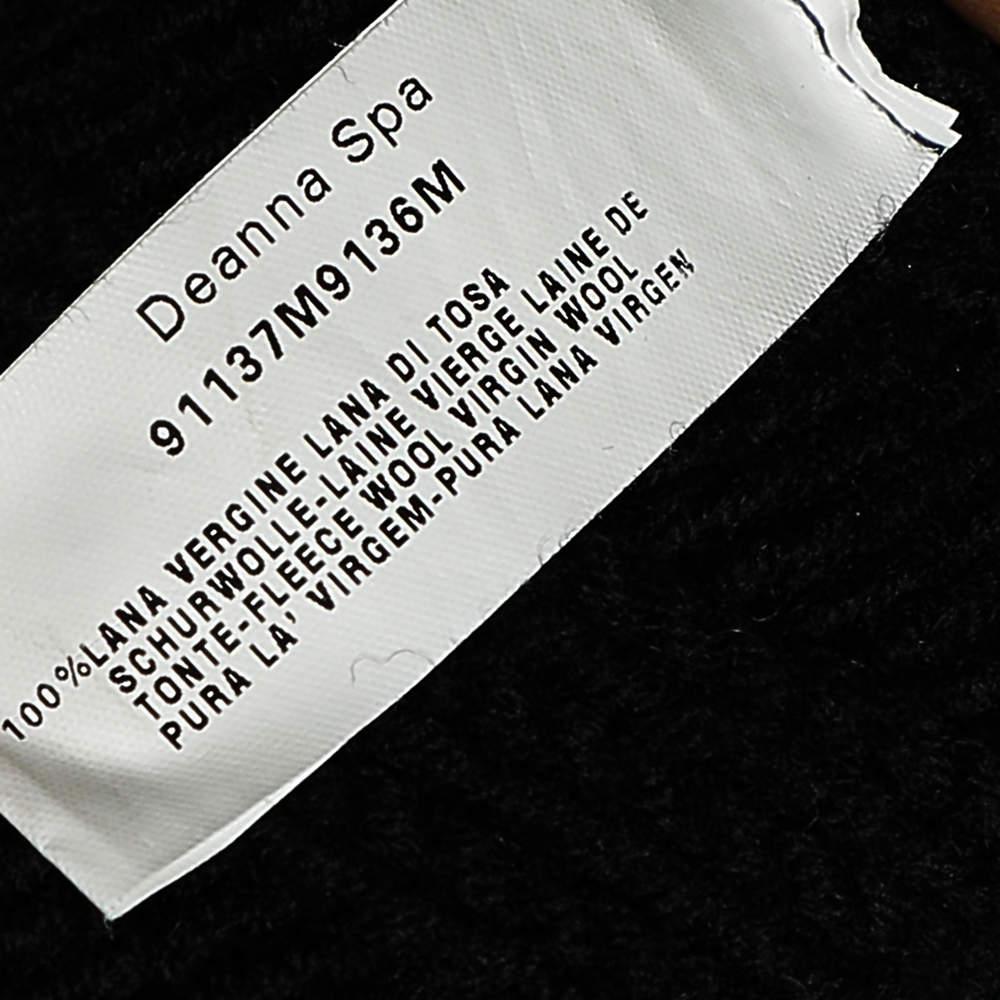 Deanna Spa
91137M9136M
100%LANA VERGINE LANA DI TOSA
SCHURWOLLE-LAINE VIERGE LAINE DE
TONTE-FLEECE WOOL VIRGIN WOOL
PURA LA' VIRGEM-PURA LANA VIRGEN